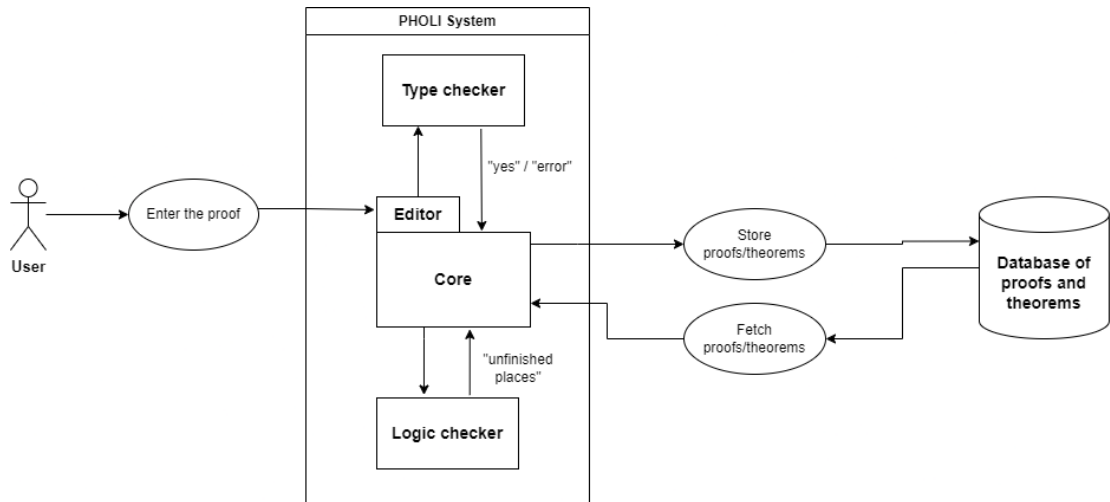 PHOLI System
Type checker
"yes" / "error"
Enter the proof
Editor
User
Core
Store
proofs/theorems
Database of
proofs and
theorems
Fetch
proofs/theorems
"unfinished
places"
Logic checker